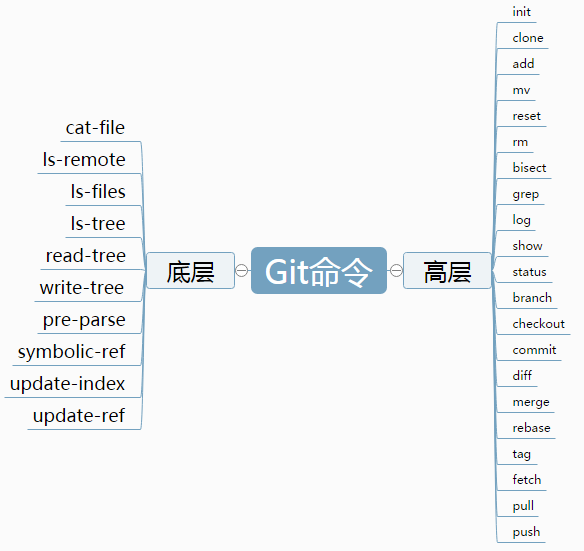 Git命令
底层
cat-file
ls-remote
ls-files
ls-tree
read-tree
write-tree
pre-parse
symbolic-ref
update-index
update-ref
高层
init
clone
add
mv
reset
rm
bisect
grep
log
show
status
branch
checkout
commit
diff
merge
rebase
tag
fetch
pull
push